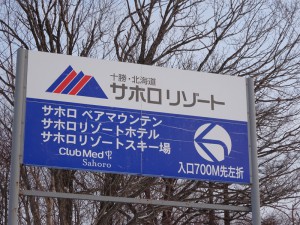 十勝・北海道
サホロリゾート
サホロ ベアマウンテン
サホロリゾートホテル
サホロリゾートスキー場
Club Med Ψ
Sahoro
入口700M先左折